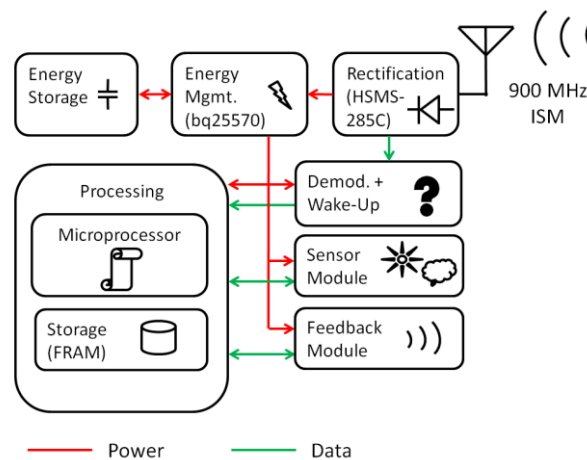 Energy
Storage
Energy
Mgmt.
(bq25570)
Rectification
(HSMS-
285C)
900 MHz
ISM
Processing
Microprocessor
Storage
(FRAM)
Demod. +
Wake-Up
?
Sensor
Module
Feedback
Module
Power
Data